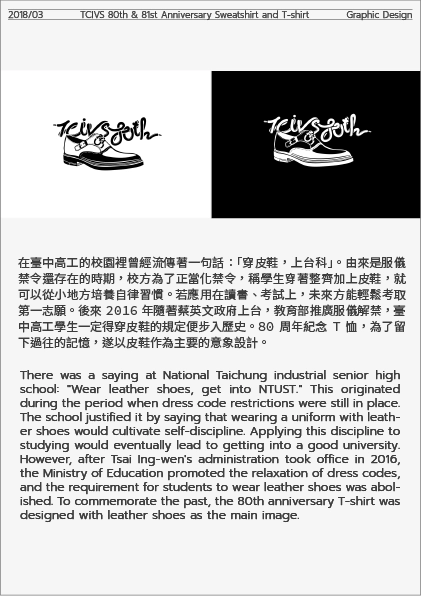 2018/03 TCIVS 80th & 81st Anniversary Sweatshirt and T-shirt Graphic Design
TCIVS 80th TCIVS 80th
在臺中高工的校園裡曾經流傳著一句話：「穿皮鞋，上台科」。由來是服儀
禁令還存在的時期，校方為了正當化禁令，稱學生穿著整齊加上皮鞋，就
可以從小地方培養自律習慣。若應用在讀書、考試上，未來方能輕鬆考取
第一志願。後來 2016 年隨著蔡英文政府上台，教育部推廣服儀解禁，臺
中高工學生一定得穿皮鞋的規定便步入歷史。80 周年紀念 T 恤，為了留
下過往的記憶，遂以皮鞋作為主要的意象設計。
There was a saying at National Taichung industrial senior high
school: "Wear leather shoes, get into NTUST." This originated
during the period when dress code restrictions were still in place.
The school justified it by saying that wearing a uniform with leath-
er shoes would cultivate self-discipline. Applying this discipline to
studying would eventually lead to getting into a good university.
However, after Tsai Ing-wen's administration took office in 2016,
the Ministry of Education promoted the relaxation of dress codes,
and the requirement for students to wear leather shoes was abol-
ished. To commemorate the past, the 80th anniversary T-shirt was
designed with leather shoes as the main image.